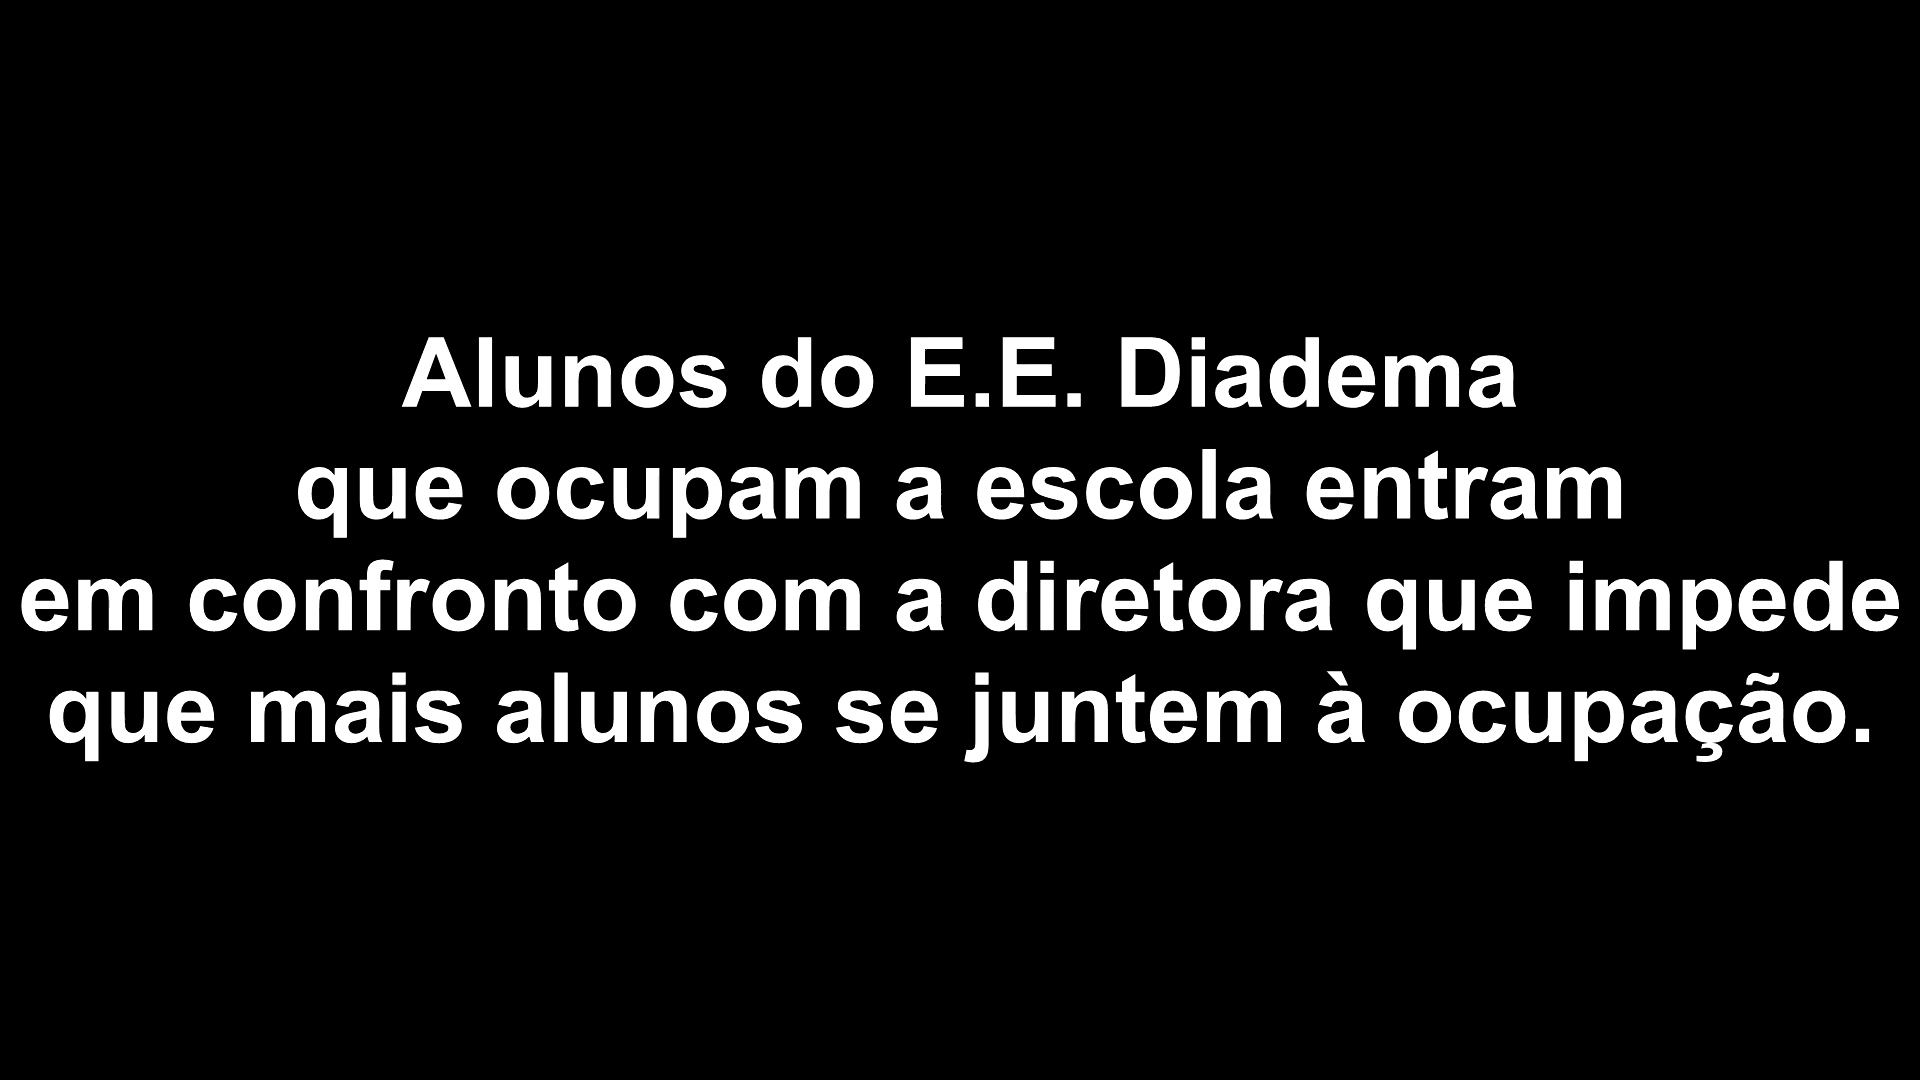 Alunos do E.E. Diadema
que ocupam a escola entram
em confronto com a diretora que impede
que mais alunos se juntem à ocupação.